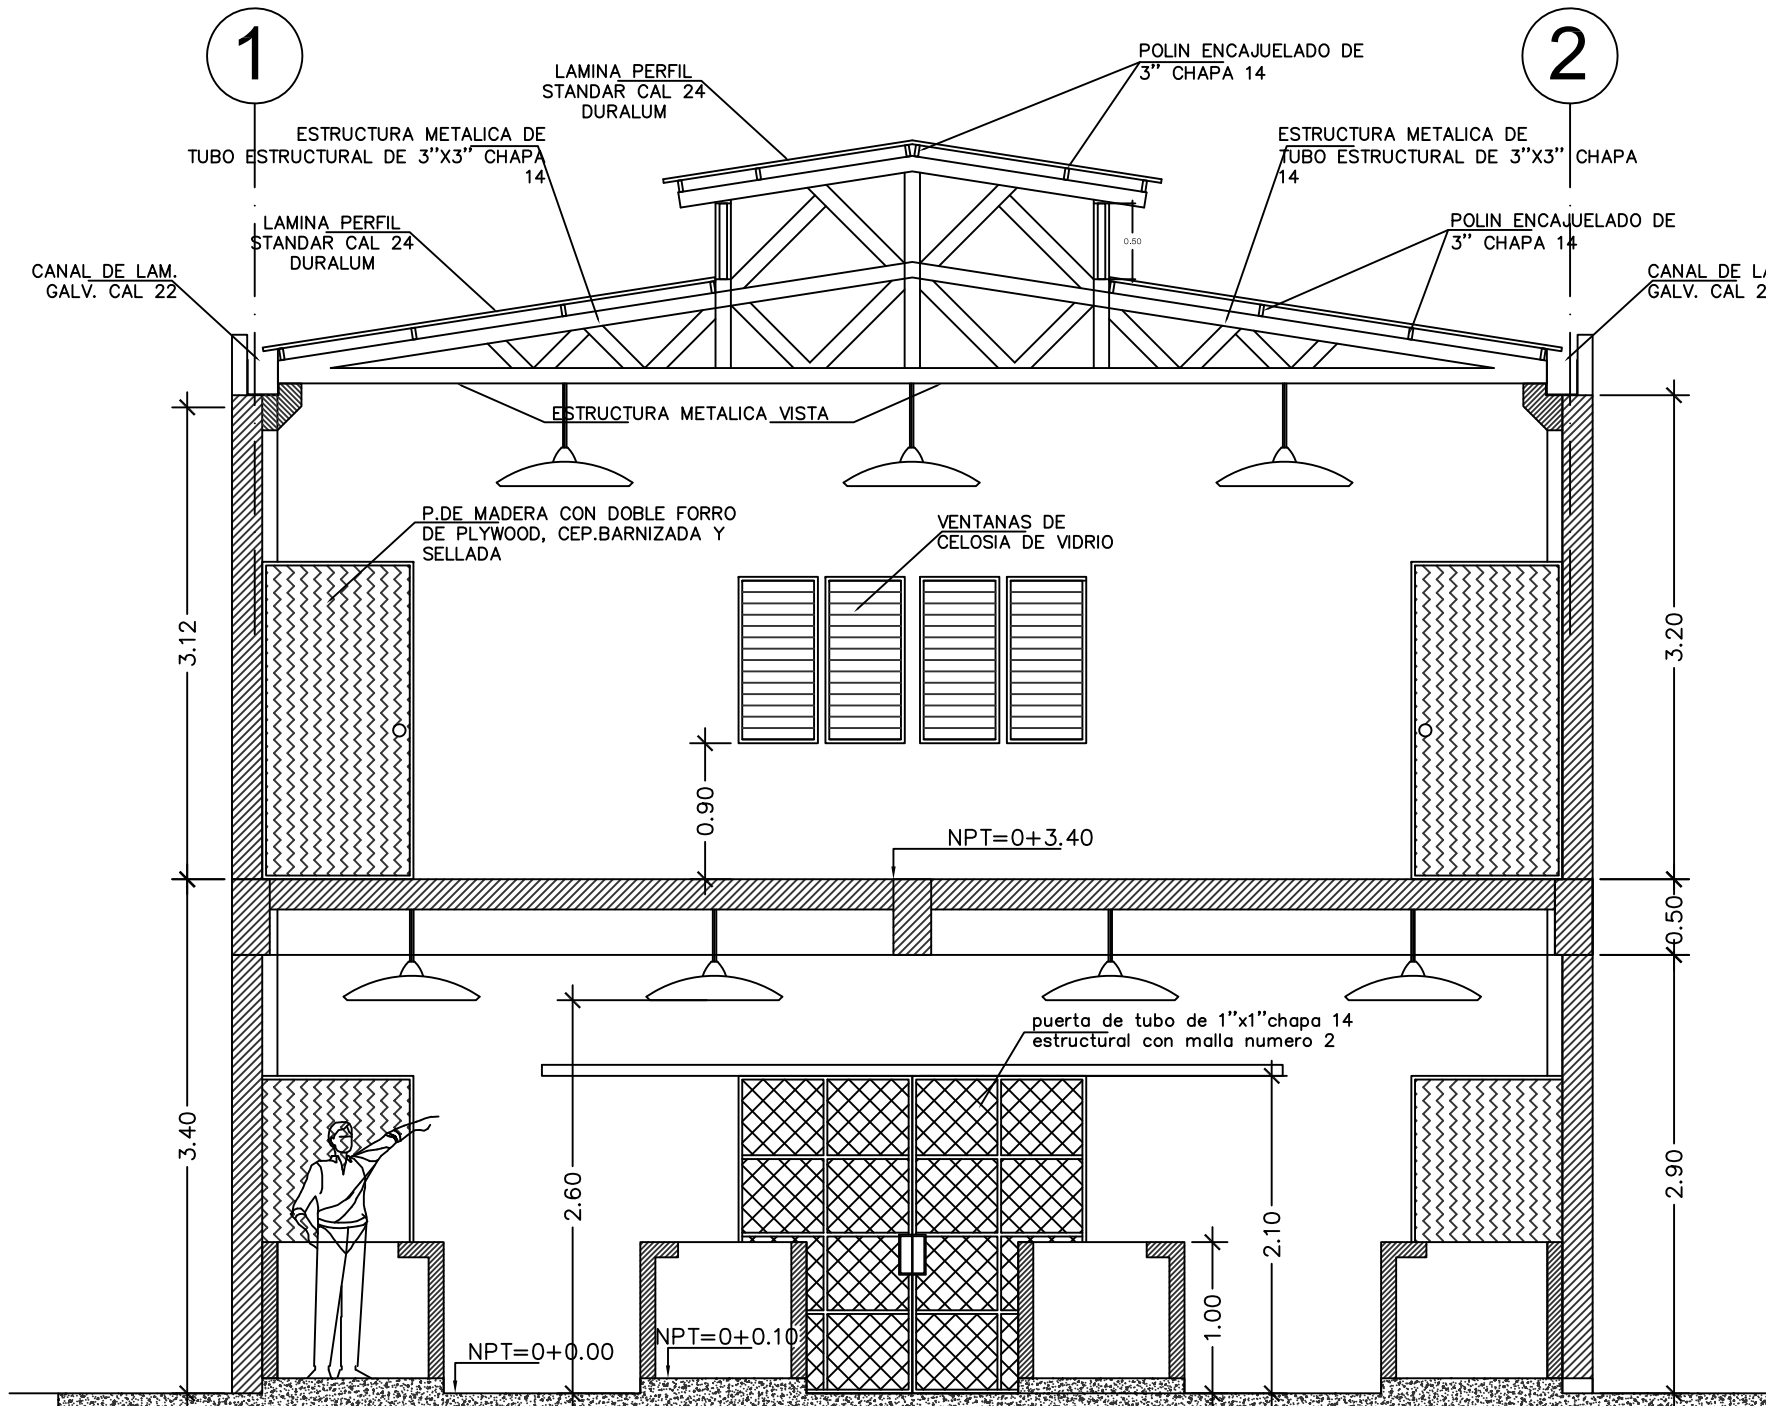 1
2
POLIN ENCAJUELADO DE
3’’ CHAPA 14
LAMINA PERFIL
STANDAR CAL 24
DURALUM
ESTRUCTURA METALICA DE
TUBO ESTRUCTURAL DE 3’’X3’’ CHAPA
14
ESTRUCTURA METALICA DE
TUBO ESTRUCTURAL DE 3’’X3’’ CHAPA
14
LAMINA PERFIL
STANDAR CAL 24
DURALUM
0.50
POLIN ENCAJUELADO DE
3’’ CHAPA 14
CANAL DE LAM.
GALV. CAL 22
CANAL DE LA
GALV. CAL 2
ESTRUCTURA METALICA VISTA
P.DE MADERA CON DOBLE FORRO
DE PLYWOOD, CEP.BARNIZADA Y
SELLADA
VENTANAS DE
CELOSIA DE VIDRIO
3.12
3.20
0.90
NPT=0+3.40
0.50
puerta de tubo de 1’’x1’’chapa 14
estructural con malla numero 2
3.40
2.60
2.10
2.90
1.00
NPT=0+0.00
NPT=0+0.10